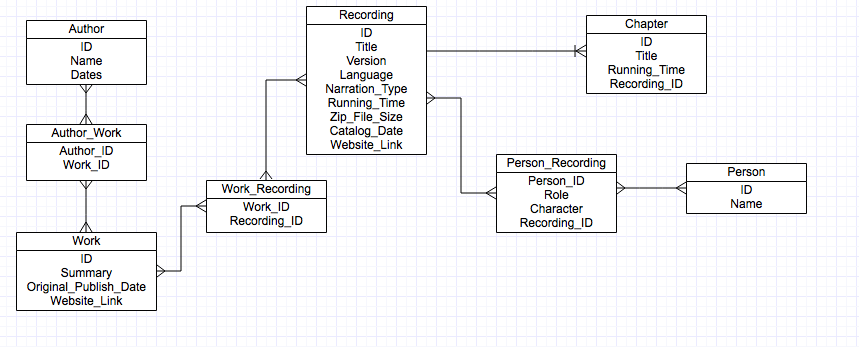 Author
ID
Name
Dates
Author_Work
Author_ID
Work_ID
Work
ID
Summary
Original_Publish_Date
Website_Link
Work_Recording
Work_ID
Recording_ID
Recording
ID
Title
Version
Language
Narration_Type
Running_Time
Zip_File_Size
Catalog_Date
Website_Link
Chapter
ID
Title
Running_Time
Recording_ID
Person_Recording
Person_ID
Role
Character
Recording_ID
Person
ID
Name